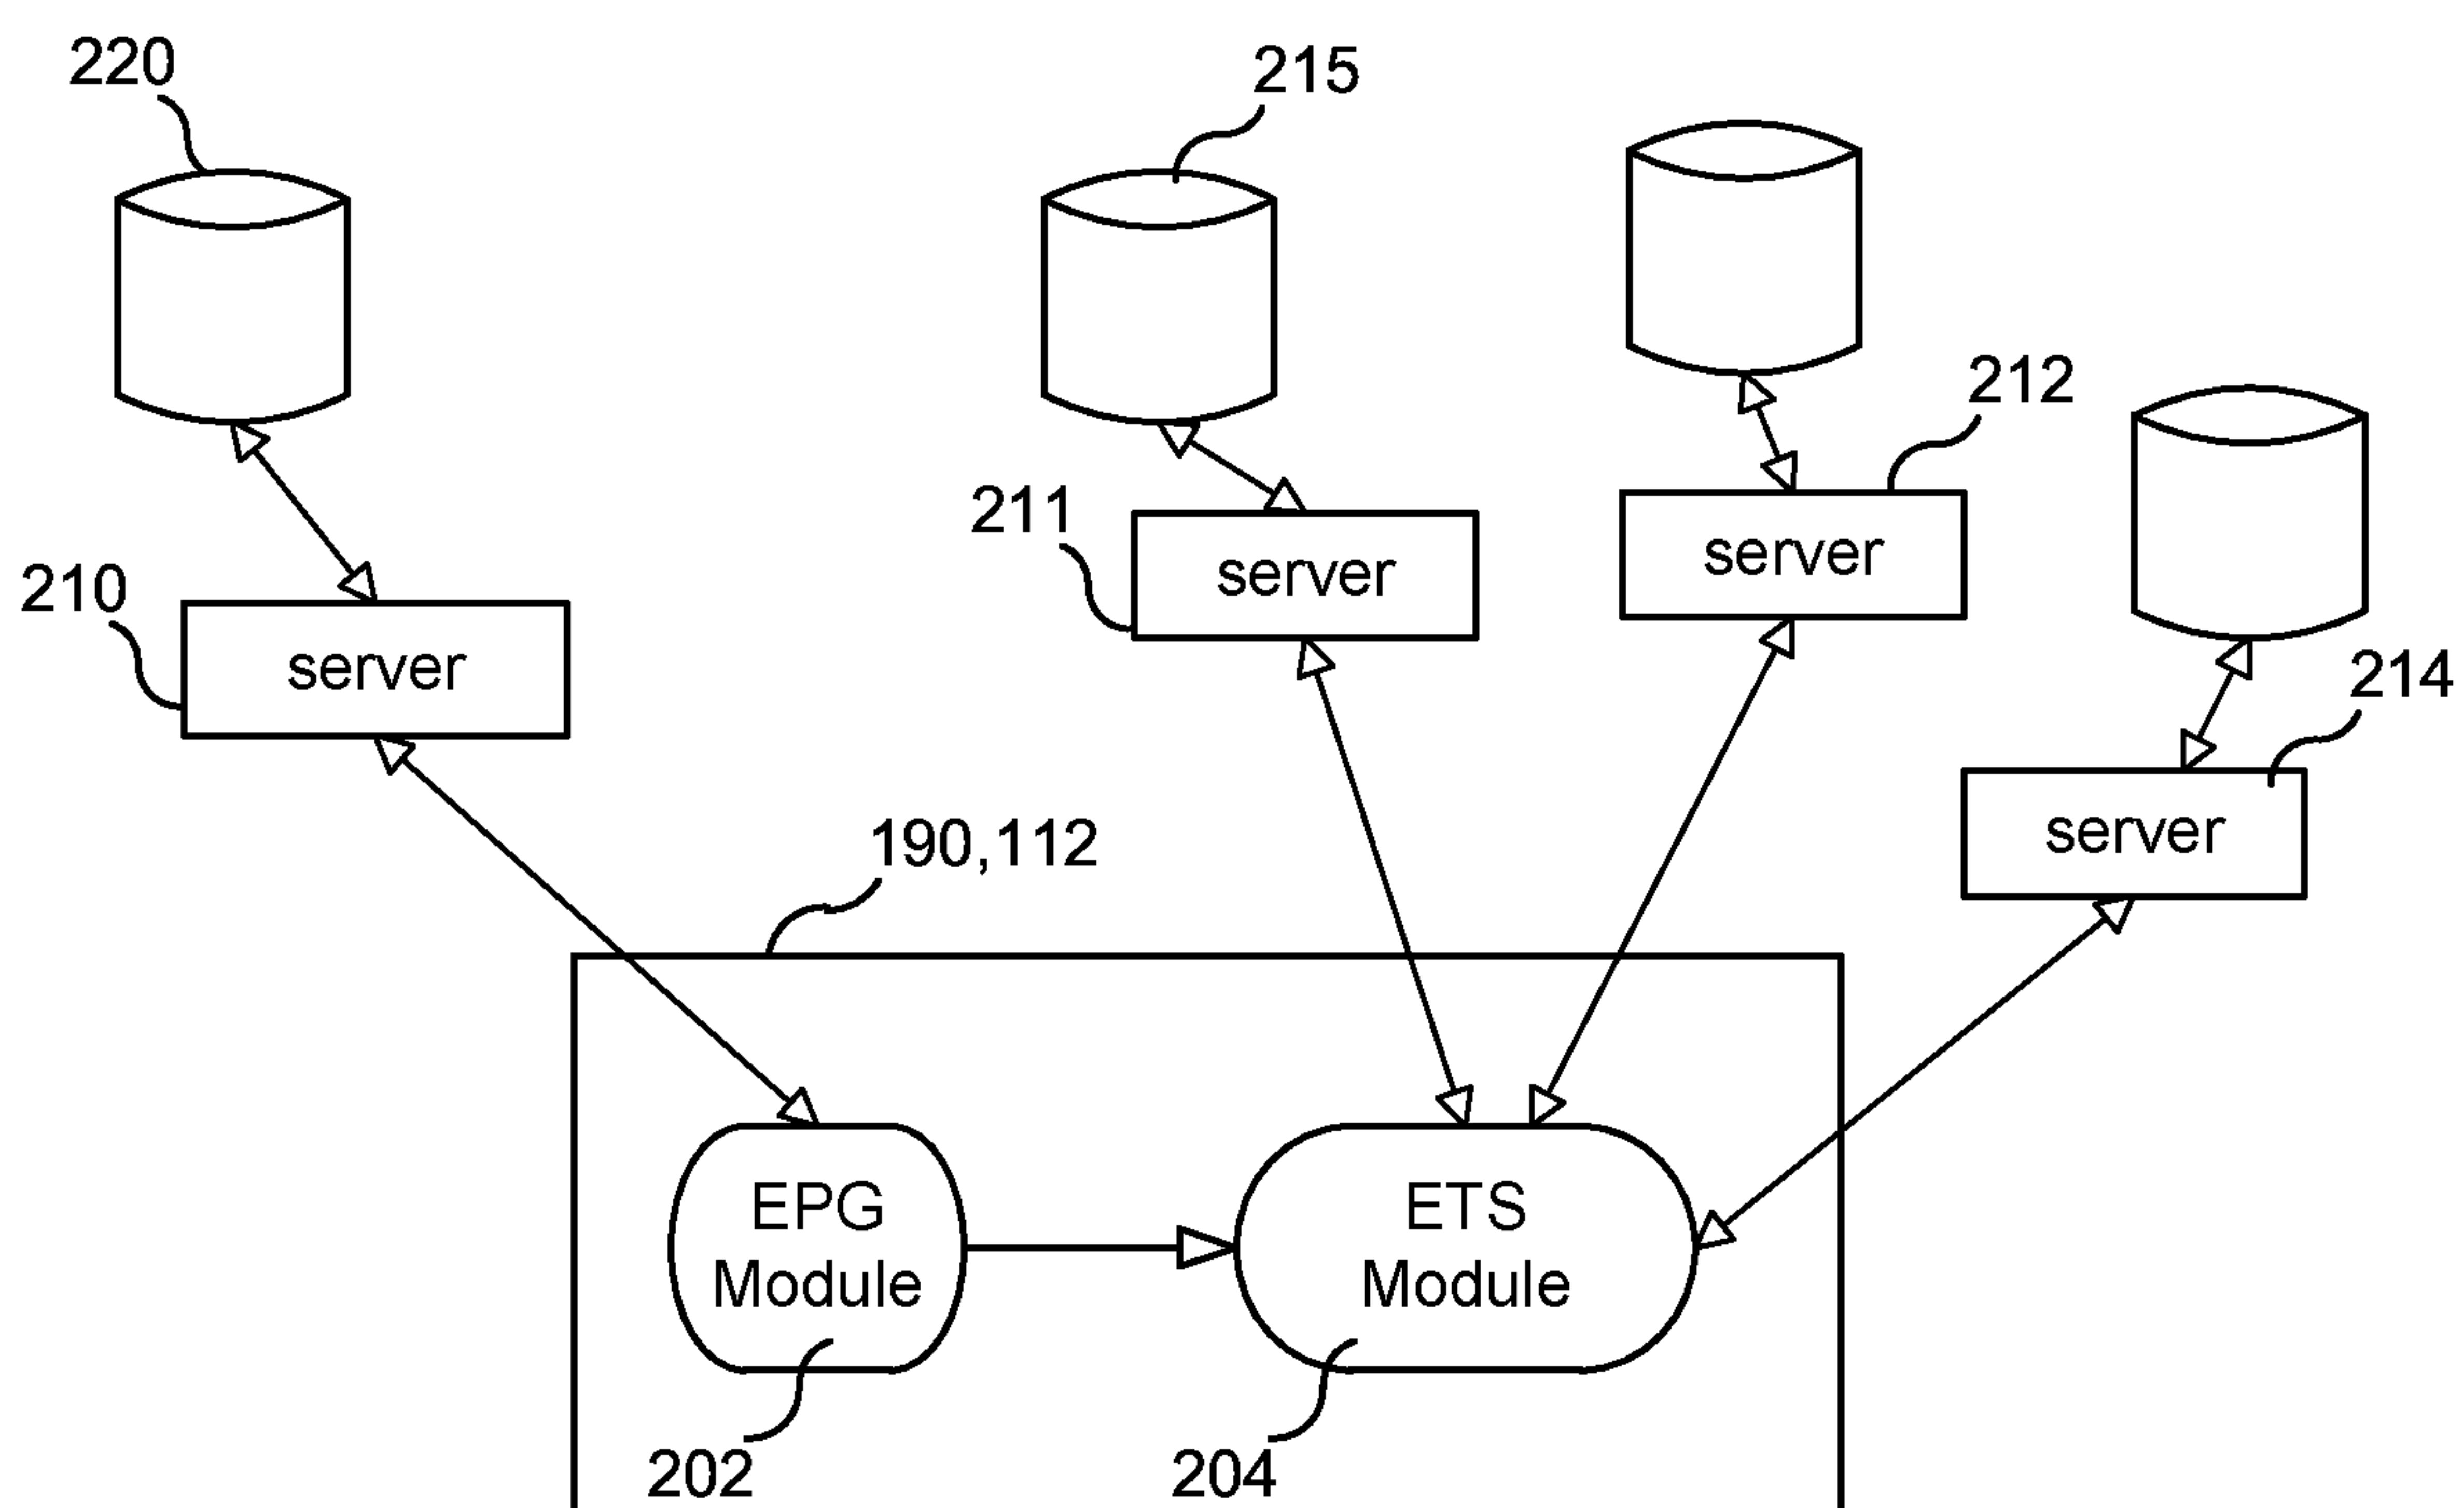 220
215
212
211
server
210
server
server
214
server
190,112
EPG
Module
ETS
Module
202
204